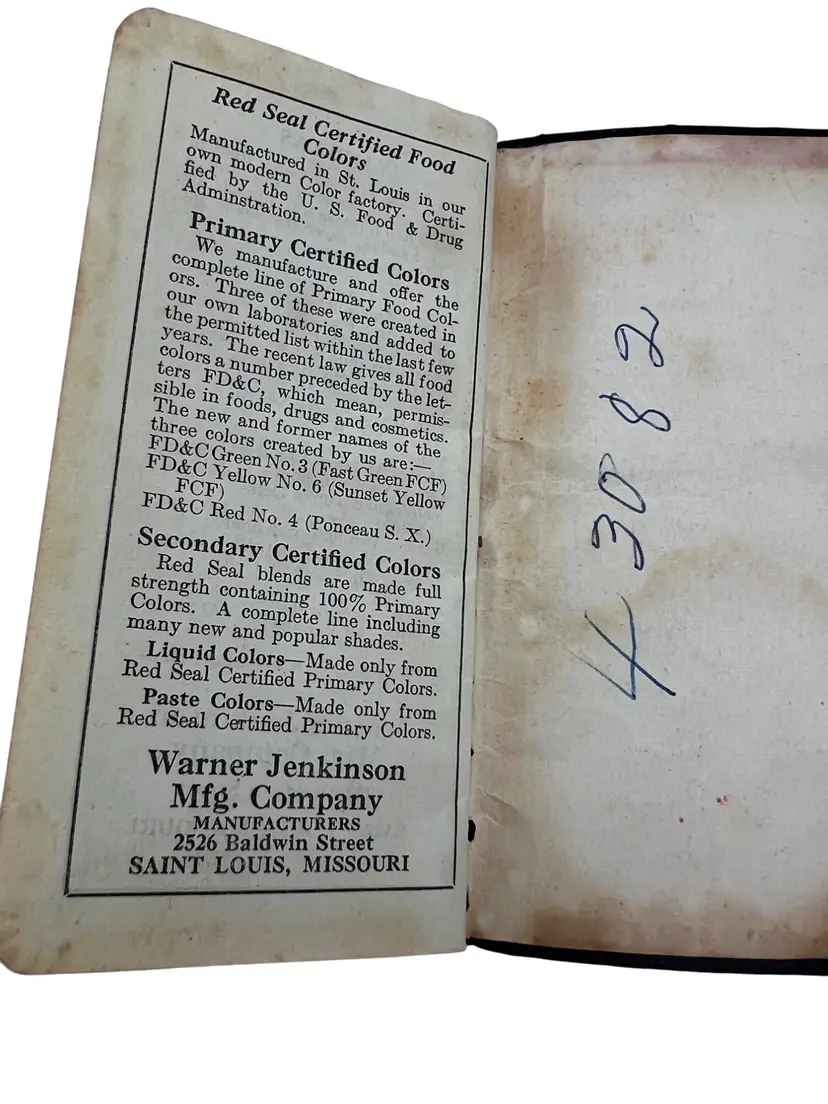 Red Seal Certified Food
Colors
Manufactured in St. Louis in our
own modern Color factory. Certi-
fied by the U. S. Food & Drug
Adminstration.
Primary Certified Colors
We manufacture and offer the
complete line of Primary Food Col-
ors. Three of these were created in
our own laboratories and added to
the permitted list within the last few
years. The recent law gives all food
colors a number preceded by the let-
ters FD&C, which mean, permis-
sible in foods, drugs and cosmetics.
The new and former names of the
three colors created by us are:—
FD&C Green No. 3 (Fast Green FCF)
FD&C Yellow No. 6 (Sunset Yellow
FCF)
FD&C Red No. 4 (Ponceau S. X.)
Secondary Certified Colors
Red Seal blends are made full
strength containing 100% Primary
Colors. A complete line including
many new and popular shades.
Liquid Colors—Made only from
Red Seal Certified Primary Colors.
Paste Colors—Made only from
Red Seal Certified Primary Colors.
Warner Jenkinson
Mfg. Company
MANUFACTURERS
2526 Baldwin Street
SAINT LOUIS, MISSOURI
4 30 82